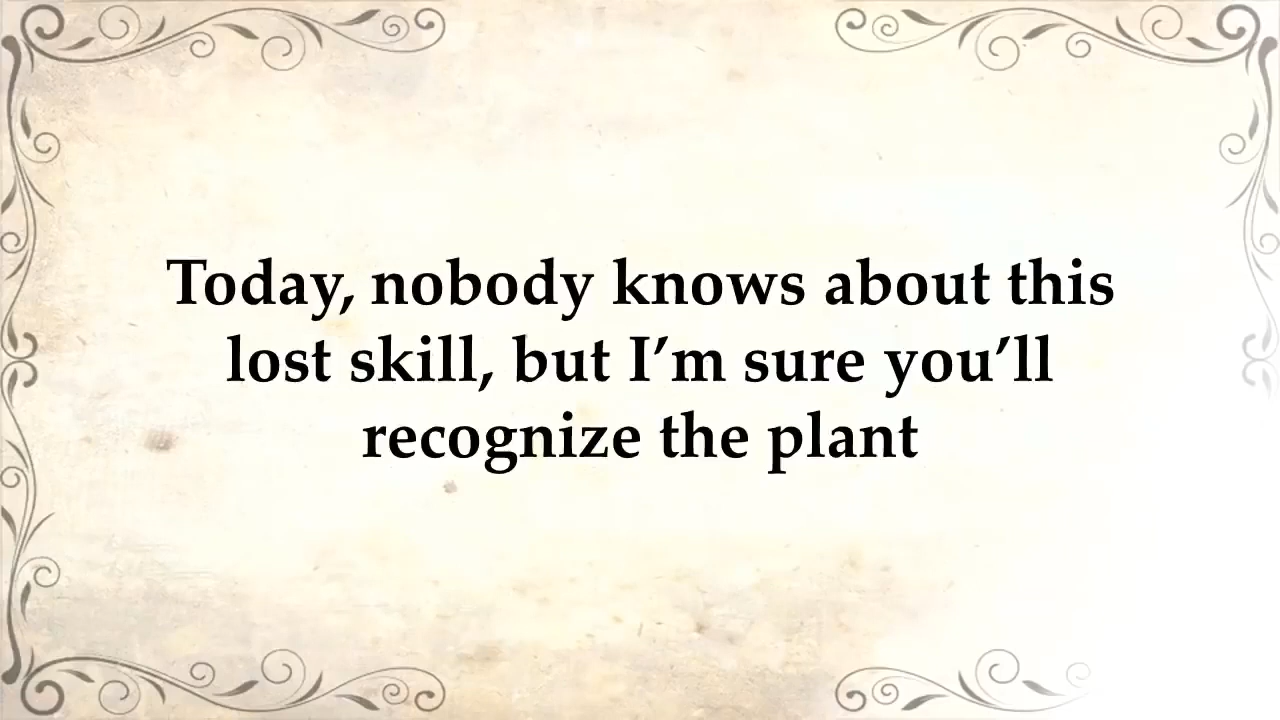 Today, nobody knows about this
lost skill, but I’m sure you’ll
recognize the plant